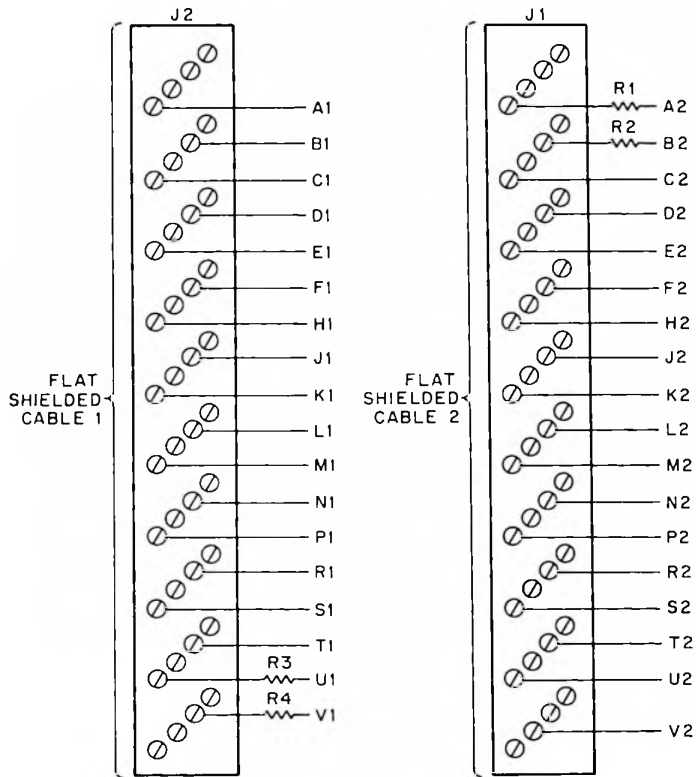 J2
A1
B1
C1
D1
E1
F1
H1
J1
K1
L1
M1
N1
P1
R1
S1
T1
R3
U1
R4
V1
FLAT
SHIELDED
CABLE 1
J1
R1
A2
R2
B2
C2
D2
E2
F2
H2
J2
K2
L2
M2
N2
P2
R2
S2
T2
U2
V2
FLAT
SHIELDED
CABLE 2